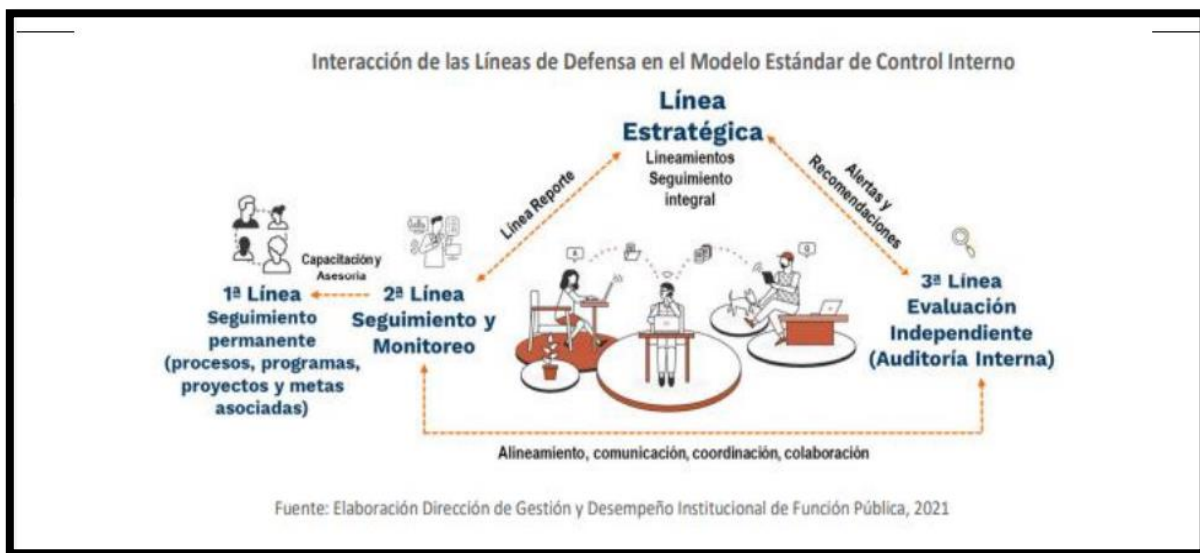 Interacción de las Líneas de Defensa en el Modelo Estándar de Control Interno
Línea
Estratégica
Lineamientos
Seguimiento
integral
Línea Reporte
Alertas y
Recomendaciones
Capacitación y
Asesoría
1ª Línea
Seguimiento
permanente
(procesos, programas,
proyectos y metas
asociadas)
2ª Línea
Seguimiento y
Monitoreo
3ª Línea
Evaluación
Independiente
(Auditoría Interna)
Alineamiento, comunicación, coordinación, colaboración
Fuente: Elaboración Dirección de Gestión y Desempeño Institucional de Función Pública, 2021